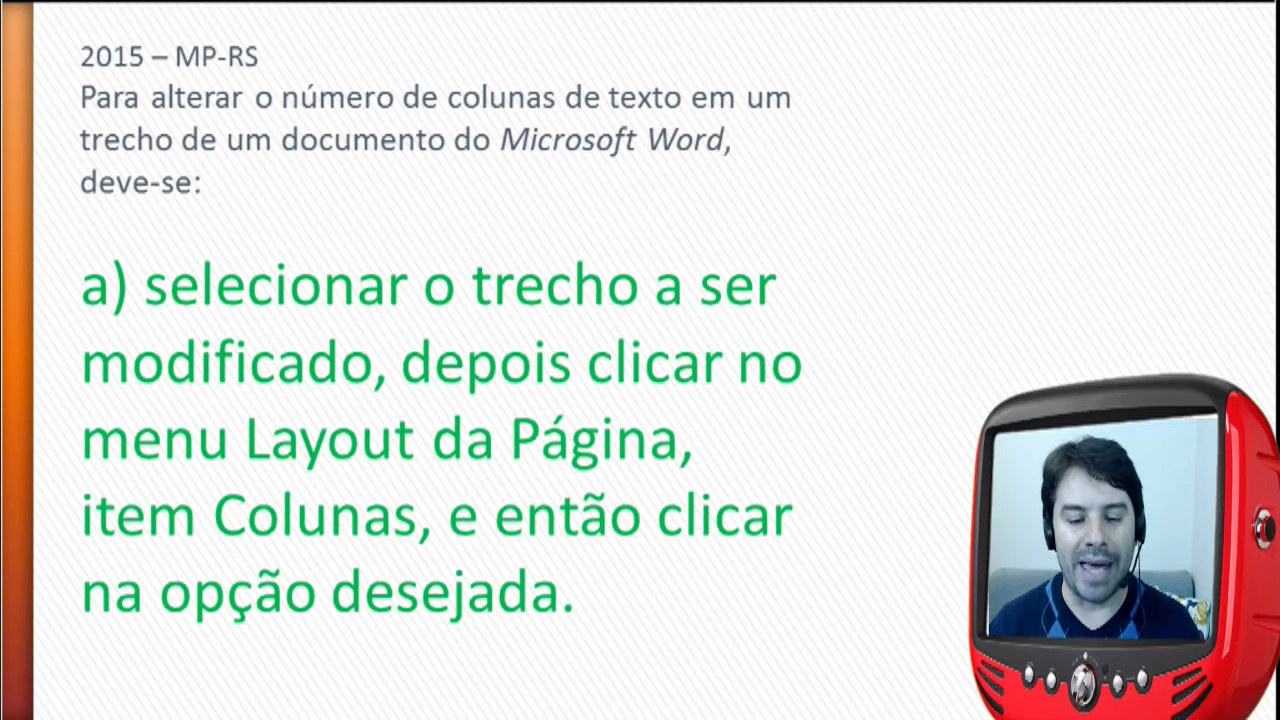 2015 – MP-RS
Para alterar o número de colunas de texto em um
trecho de um documento do Microsoft Word,
deve-se:
a) selecionar o trecho a ser
modificado, depois clicar no
menu Layout da Página,
item Colunas, e então clicar
na opção desejada.